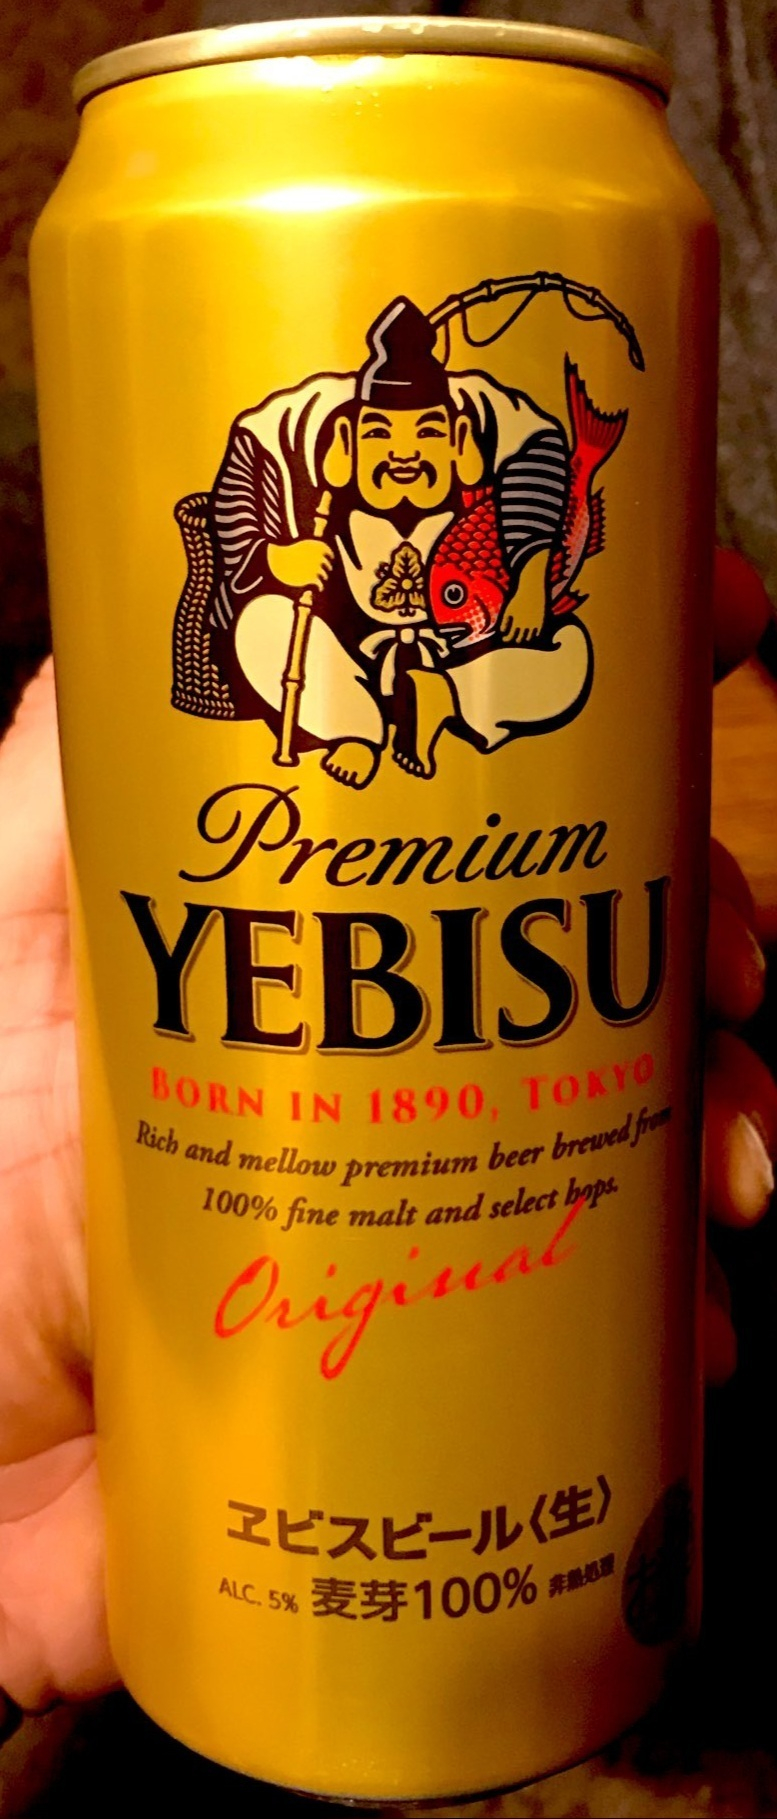 Premium
YEBISU
BORN IN 1890, TOKYO
Rich and mellow premium beer brewed from
100% fine malt and select hops.
Original
ヱビスビール〈生〉
ALC. 5% 麦芽100% 非熱処理